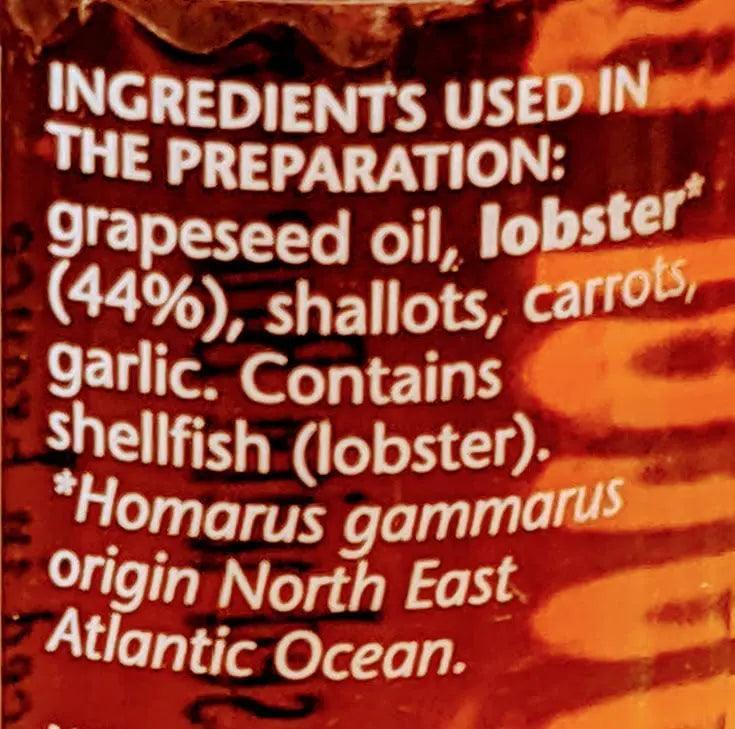 INGREDIENTS USED IN
THE PREPARATION:
grapeseed oil, lobster*
(44%), shallots, carrots,
garlic. Contains
shellfish (lobster).
*Homarus gammarus
origin North East
Atlantic Ocean.